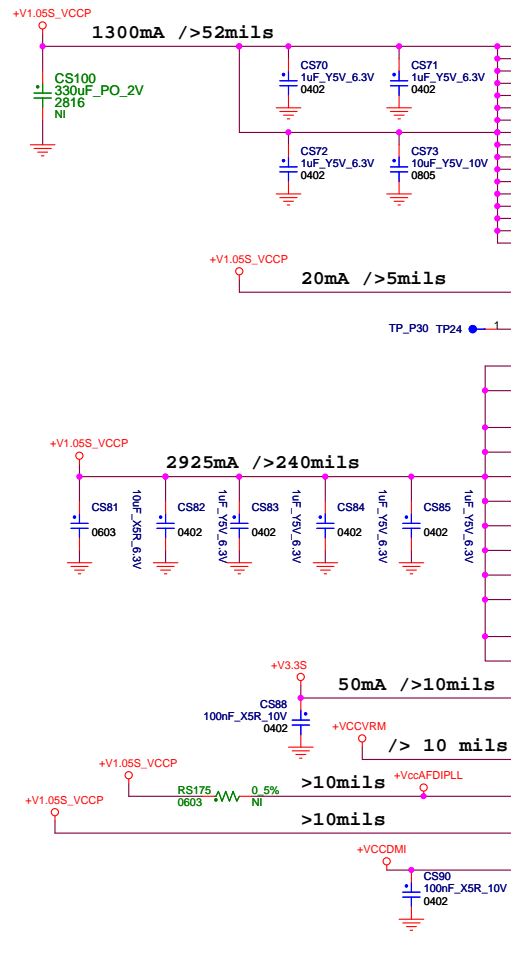 +V1.05S_VCCP
1300mA />52mils
CS100
330uF_PO_2V
2816
NI
CS70
1uF_Y5V_6.3V
0402
CS71
1uF_Y5V_6.3V
0402
CS72
1uF_Y5V_6.3V
0402
CS73
10uF_Y5V_10V
0805
+V1.05S_VCCP
20mA />5mils
TP_P30 TP24 1
+V1.05S_VCCP
2925mA />240mils
CS81
0603
10uF_X5R_6.3V
CS82
0402
1uF_Y5V_6.3V
CS83
0402
1uF_Y5V_6.3V
CS84
0402
1uF_Y5V_6.3V
CS85
0402
1uF_Y5V_6.3V
+V3.3S
50mA />10mils
CS88
100nF_X5R_10V
0402
+VCCVRM
/> 10 mils
+V1.05S_VCCP
RS175
0603
0_5%
NI
>10mils
+VccAFDIPLL
+V1.05S_VCCP
>10mils
+VCCDMI
CS90
100nF_X5R_10V
0402